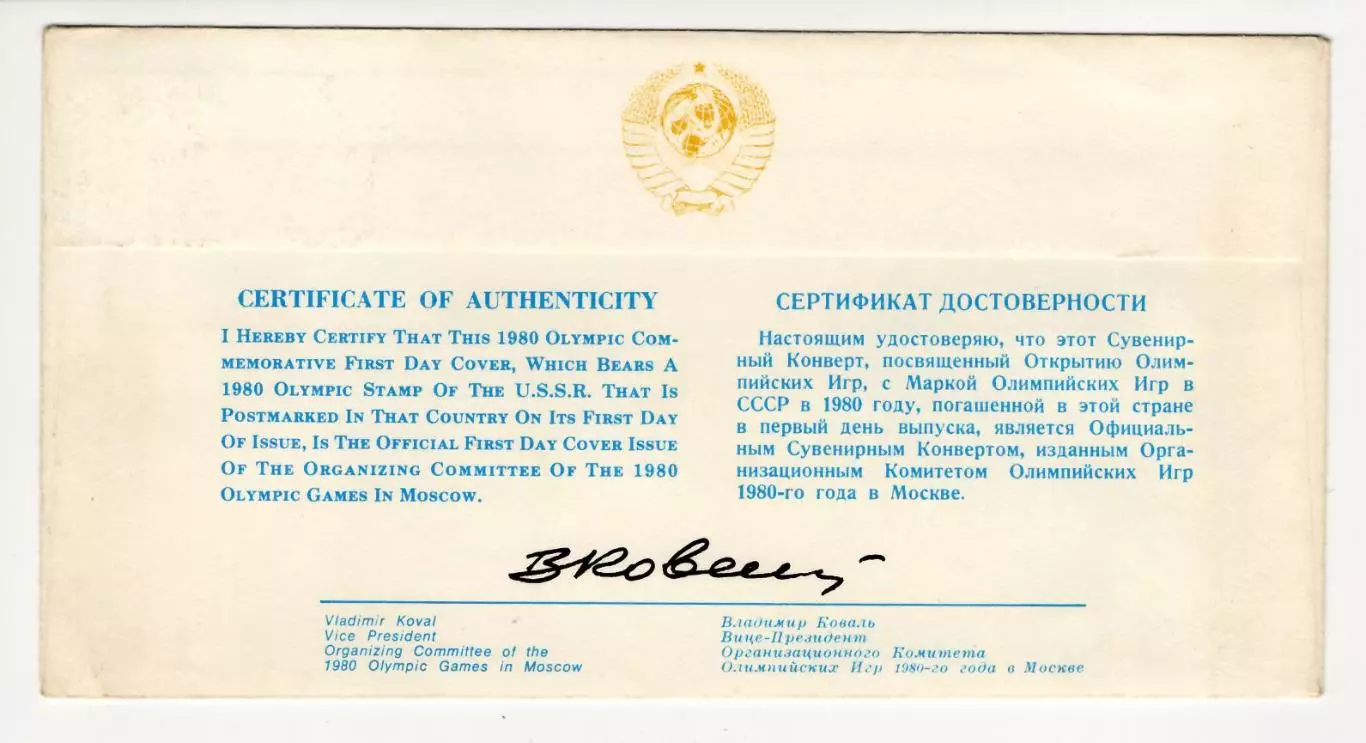 CERTIFICATE OF AUTHENTICITY
I HEREBY CERTIFY THAT THIS 1980 OLYMPIC COM-
MEMORATIVE FIRST DAY COVER, WHICH BEARS A
1980 OLYMPIC STAMP OF THE U.S.S.R. THAT IS
POSTMARKED IN THAT COUNTRY ON ITS FIRST DAY
OF ISSUE, IS THE OFFICIAL FIRST DAY COVER ISSUE
OF THE ORGANIZING COMMITTEE OF THE 1980
OLYMPIC GAMES IN MOSCOW.
СЕРТИФИКАТ ДОСТОВЕРНОСТИ
Настоящим удостоверяю, что этот Сувенир-
ный Конверт, посвященный Открытию Олим-
пийских Игр, с Маркой Олимпийских Игр в
СССР в 1980 году, погашенной в этой стране
в первый день выпуска, является Официаль-
ным Сувенирным Конвертом, изданным Орга-
низационным Комитетом Олимпийских Игр
1980-го года в Москве.
ВКоваль
Vladimir Koval
Vice President
Organizing Committee of the
1980 Olympic Games in Moscow
Владимир Коваль
Вице-Президент
Организационного Комитета
Олимпийских Игр 1980-го года в Москве